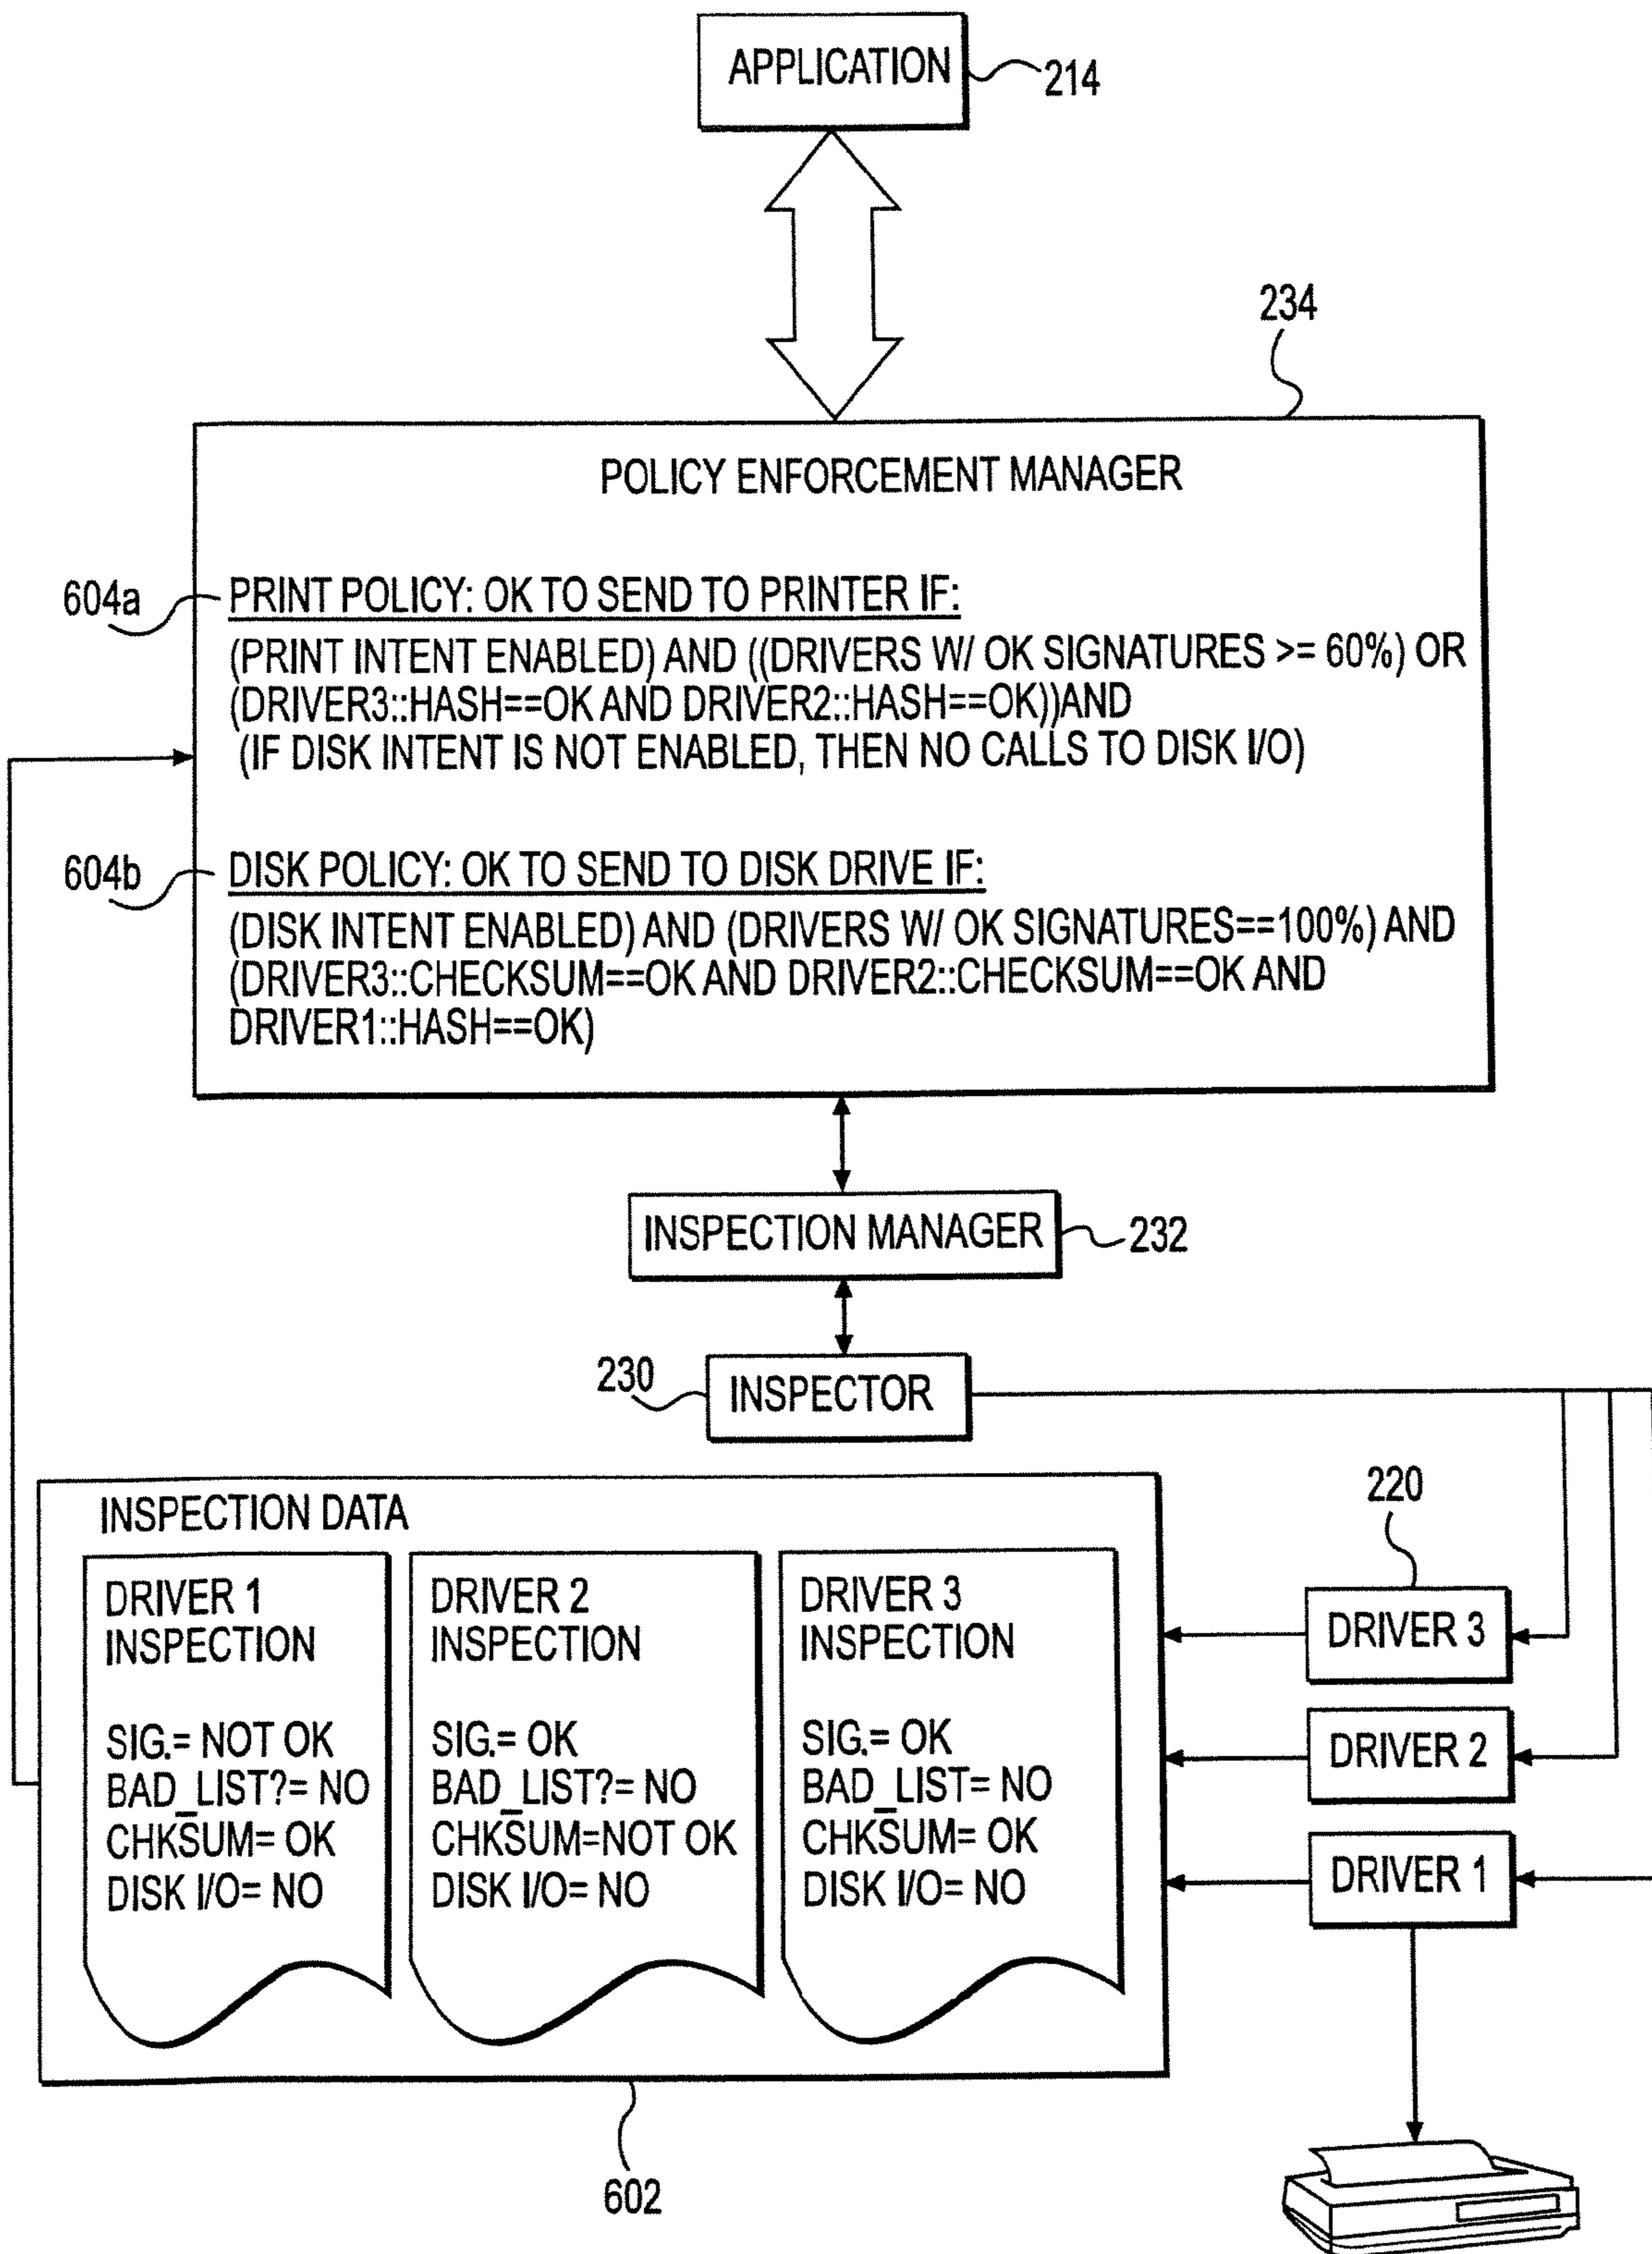 APPLICATION
214
234
POLICY ENFORCEMENT MANAGER
604a
PRINT POLICY: OK TO SEND TO PRINTER IF:
(PRINT INTENT ENABLED) AND ((DRIVERS W/ OK SIGNATURES >= 60%) OR
(DRIVER3::HASH==OK AND DRIVER2::HASH==OK))AND
(IF DISK INTENT IS NOT ENABLED, THEN NO CALLS TO DISK I/O)
604b
DISK POLICY: OK TO SEND TO DISK DRIVE IF:
(DISK INTENT ENABLED) AND (DRIVERS W/ OK SIGNATURES==100%) AND
(DRIVER3::CHECKSUM==OK AND DRIVER2::CHECKSUM==OK AND
DRIVER1::HASH==OK)
INSPECTION MANAGER
232
230
INSPECTOR
INSPECTION DATA
DRIVER 1
INSPECTION
SIG.= NOT OK
BAD_LIST?= NO
CHKSUM= OK
DISK I/O= NO
DRIVER 2
INSPECTION
SIG.= OK
BAD_LIST?= NO
CHKSUM=NOT OK
DISK I/O= NO
DRIVER 3
INSPECTION
SIG.= OK
BAD_LIST= NO
CHKSUM= OK
DISK I/O= NO
220
DRIVER 3
DRIVER 2
DRIVER 1
602